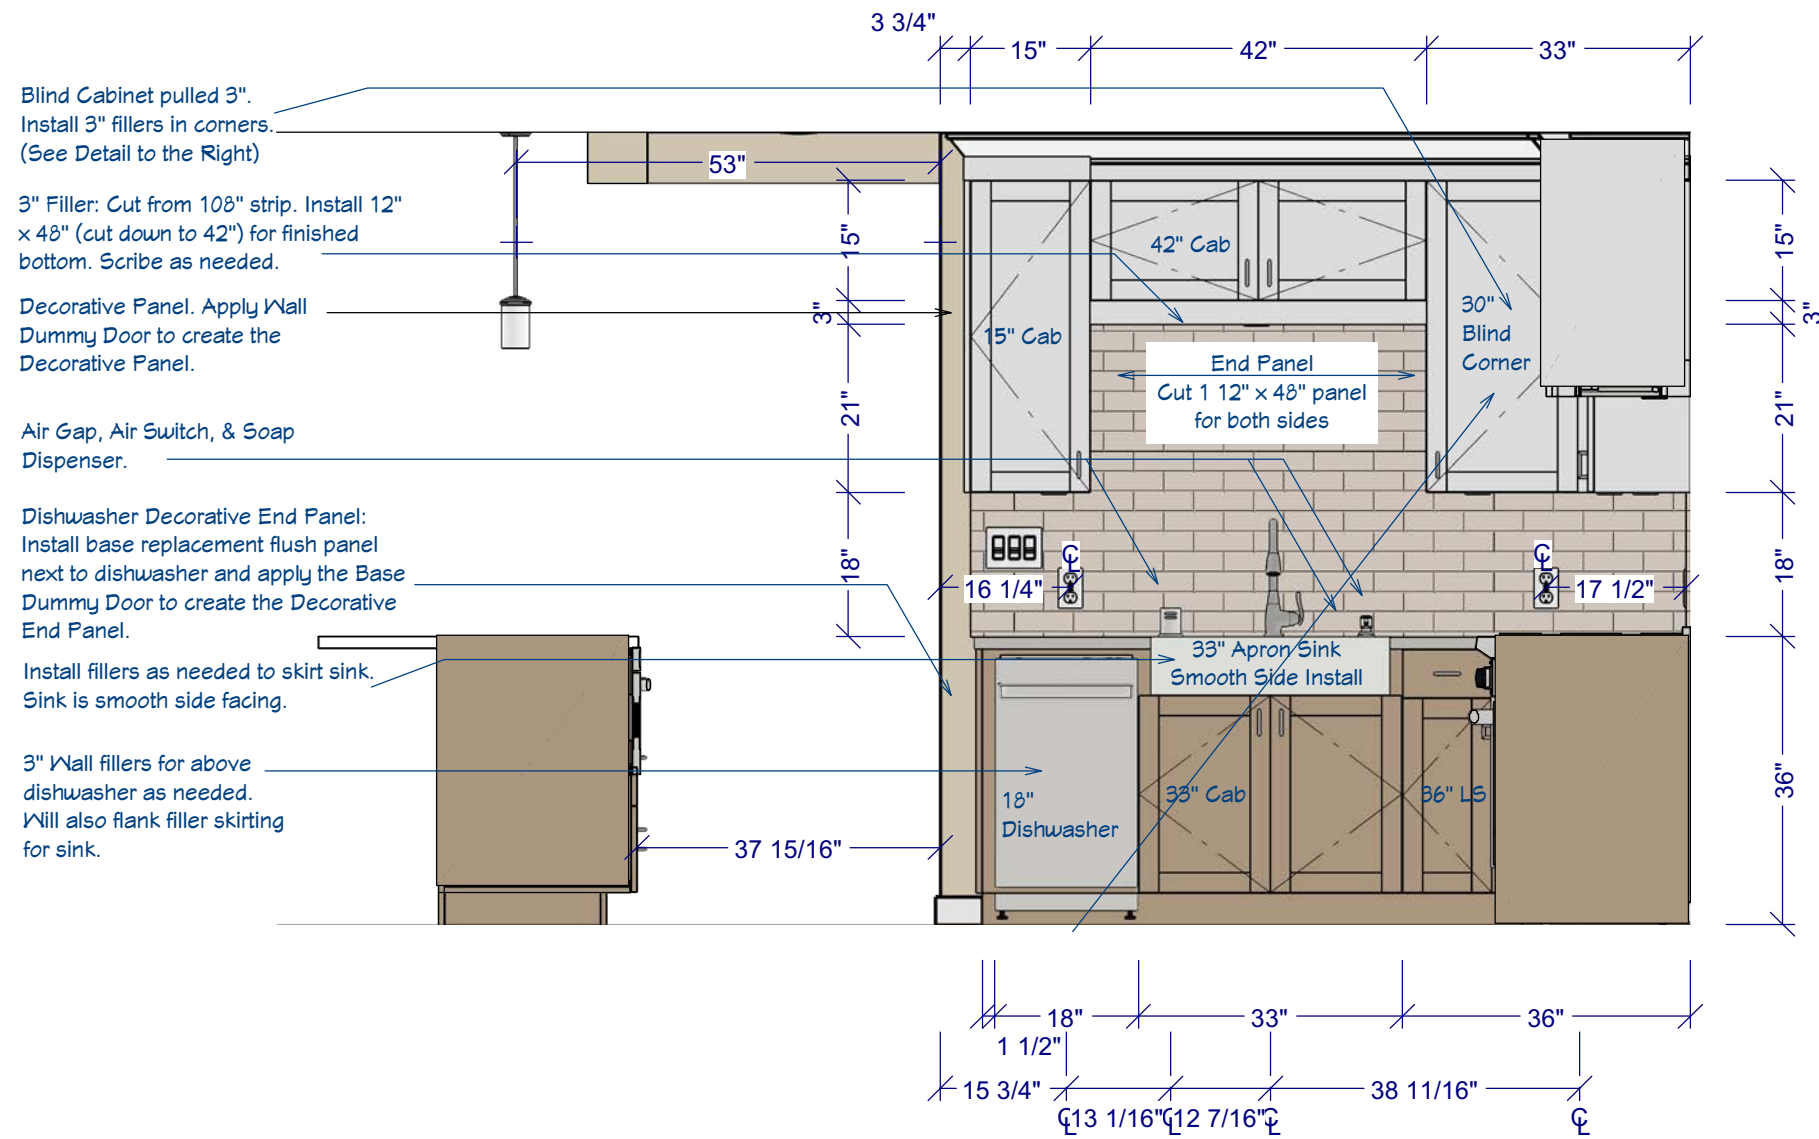 3 3/4"
15"
42"
33"
Blind Cabinet pulled 3".
Install 3" fillers in corners.
(See Detail to the Right)
53"
3" Filler: Cut from 108" strip. Install 12"
x 48" (cut down to 42") for finished
bottom. Scribe as needed.
15"
42" Cab
15"
Decorative Panel. Apply Wall
Dummy Door to create the
Decorative Panel.
3"
15" Cab
30"
Blind
Corner
3"
End Panel
Cut 1 12" x 48" panel
for both sides
21"
21"
Air Gap, Air Switch, & Soap
Dispenser.
Dishwasher Decorative End Panel:
Install base replacement flush panel
next to dishwasher and apply the Base
Dummy Door to create the Decorative
End Panel.
18"
16 1/4"
CL
CL
17 1/2"
18"
Install fillers as needed to skirt sink.
Sink is smooth side facing.
33" Apron Sink
Smooth Side Install
3" Wall fillers for above
dishwasher as needed.
Will also flank filler skirting
for sink.
18"
Dishwasher
33" Cab
36" LS
36"
37 15/16"
18"
33"
36"
1 1/2"
15 3/4"
38 11/16"
CL
13 1/16"
CL
12 7/16"
CL
CL